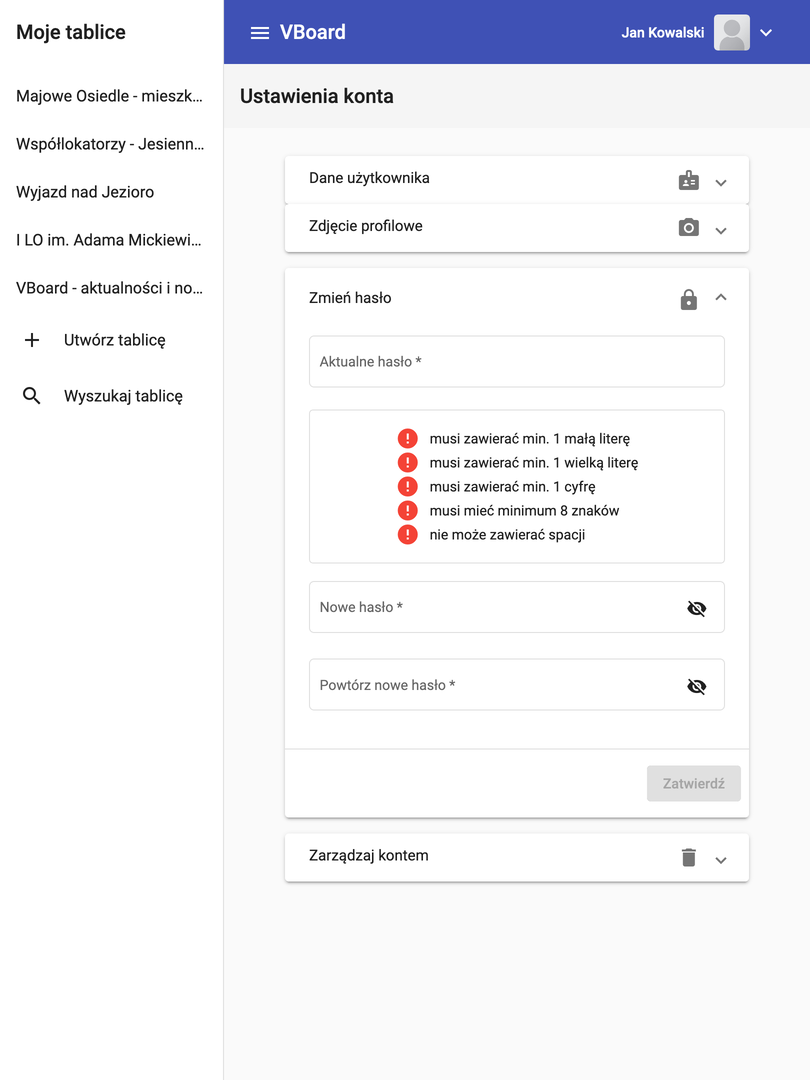 Moje tablice
Majowe Osiedle - mieszk...
Współlokatorzy - Jesienn...
Wyjazd nad Jezioro
I LO im. Adama Mickiewi...
VBoard - aktualności i no...
Utwórz tablicę
Wyszukaj tablicę
VBoard
Jan Kowalski
Ustawienia konta
Dane użytkownika
Zdjęcie profilowe
Zmień hasło
Aktualne hasło *
musi zawierać min. 1 małą literę
musi zawierać min. 1 wielką literę
musi zawierać min. 1 cyfrę
musi mieć minimum 8 znaków
nie może zawierać spacji
Nowe hasło *
Powtórz nowe hasło *
Zatwierdź
Zarządzaj kontem